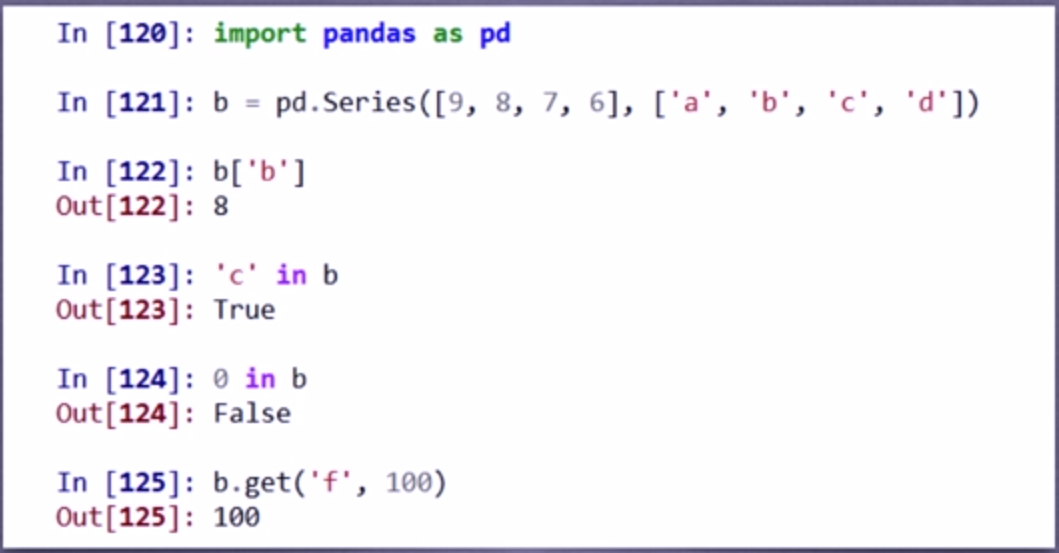 In [120]: import pandas as pd
In [121]: b = pd.Series([9, 8, 7, 6], ['a', 'b', 'c', 'd'])
In [122]: b['b']
Out[122]: 8
In [123]: 'c' in b
Out[123]: True
In [124]: 0 in b
Out[124]: False
In [125]: b.get('f', 100)
Out[125]: 100